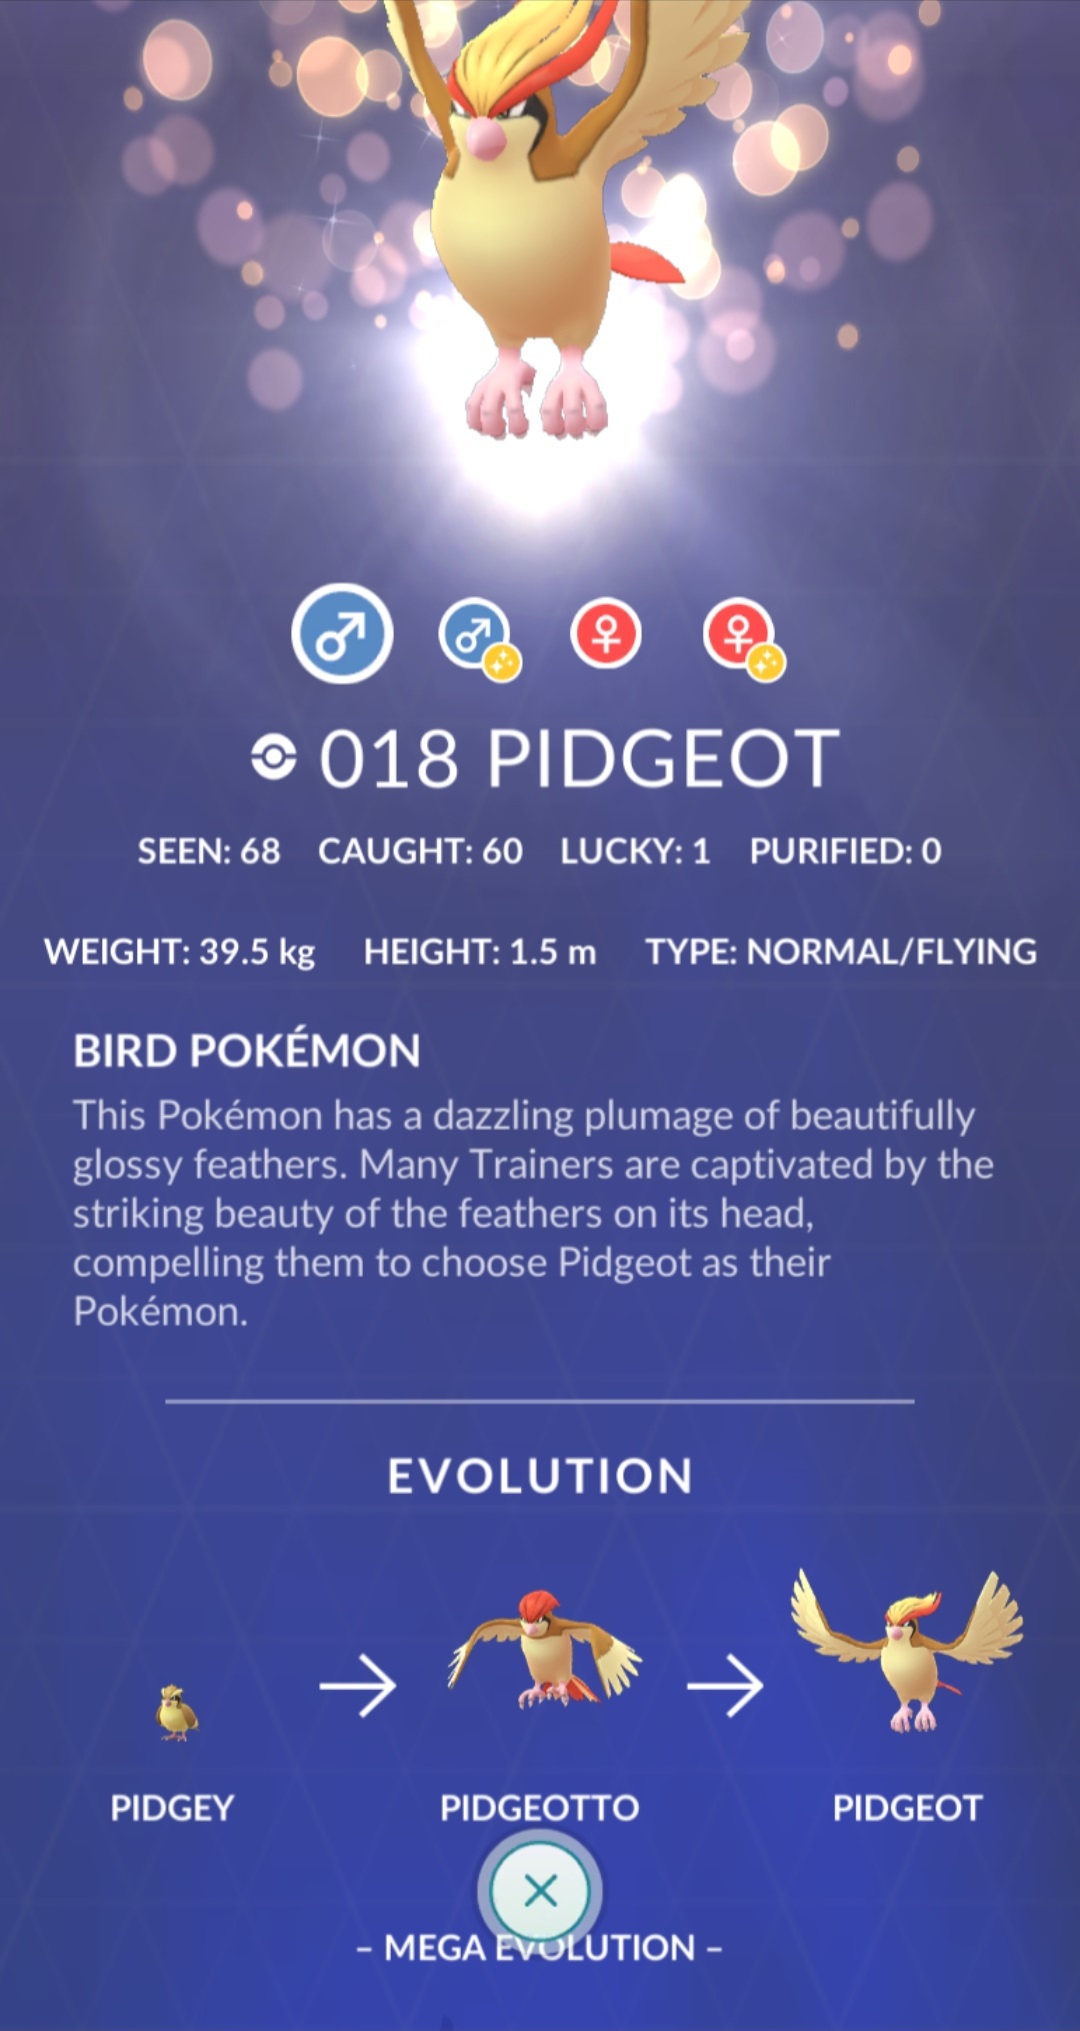 018 PIDGEOT
SEEN: 68 CAUGHT: 60 LUCKY: 1 PURIFIED: 0
WEIGHT: 39.5 kg HEIGHT: 1.5 m TYPE: NORMAL/FLYING
BIRD POKÉMON
This Pokémon has a dazzling plumage of beautifully
glossy feathers. Many Trainers are captivated by the
striking beauty of the feathers on its head,
compelling them to choose Pidgeot as their
Pokémon.
EVOLUTION
PIDGEY PIDGEOTTO PIDGEOT
– MEGA EVOLUTION –